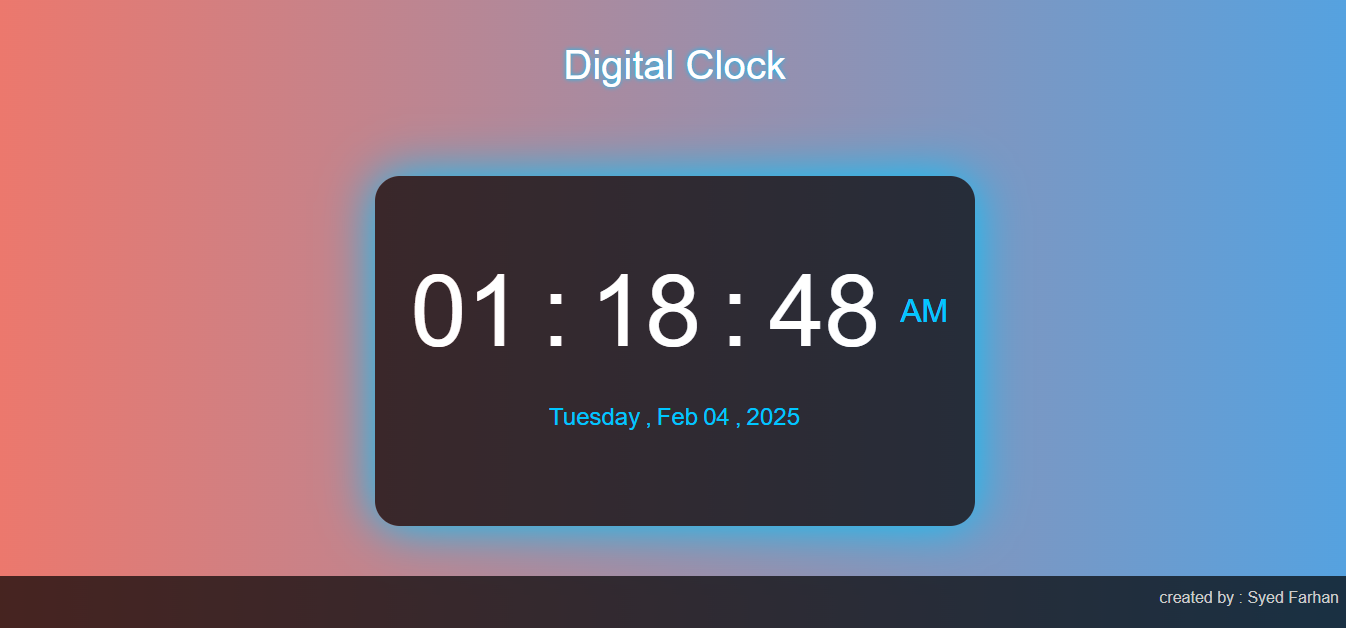 Digital Clock
01 : 18 : 48 AM
Tuesday , Feb 04 , 2025
created by : Syed Farhan